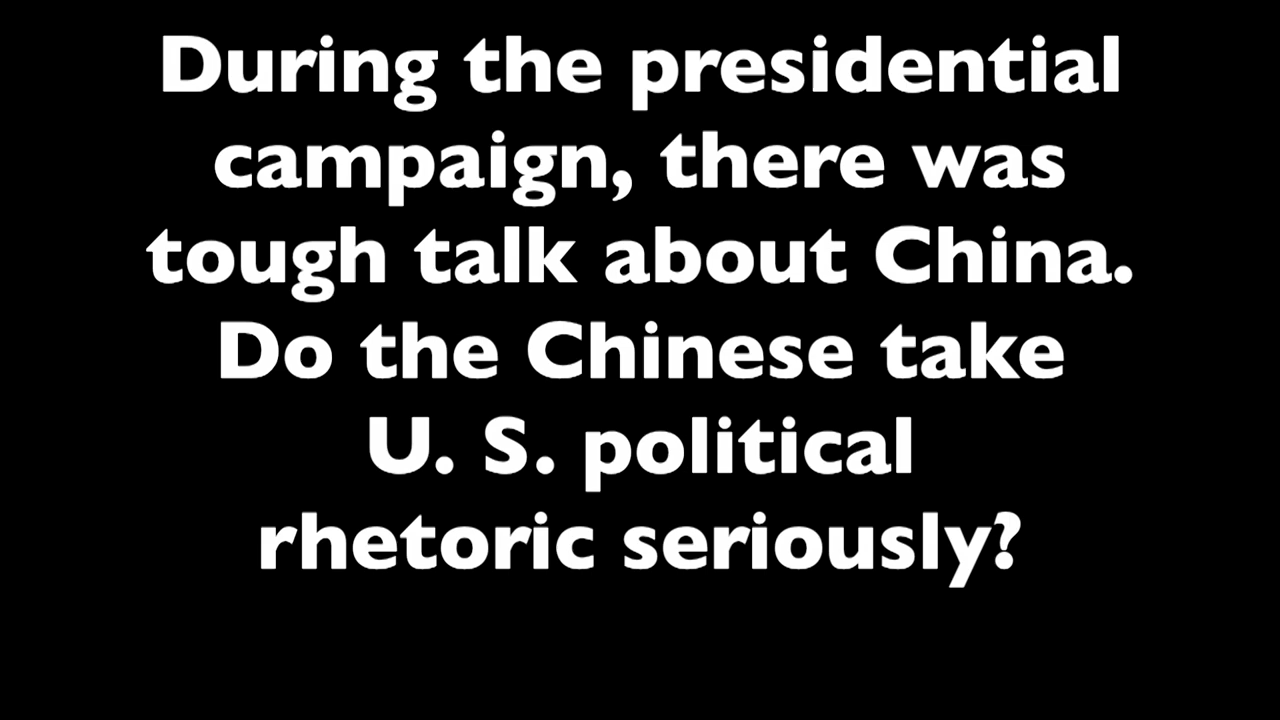 During the presidential
campaign, there was
tough talk about China.
Do the Chinese take
U. S. political
rhetoric seriously?